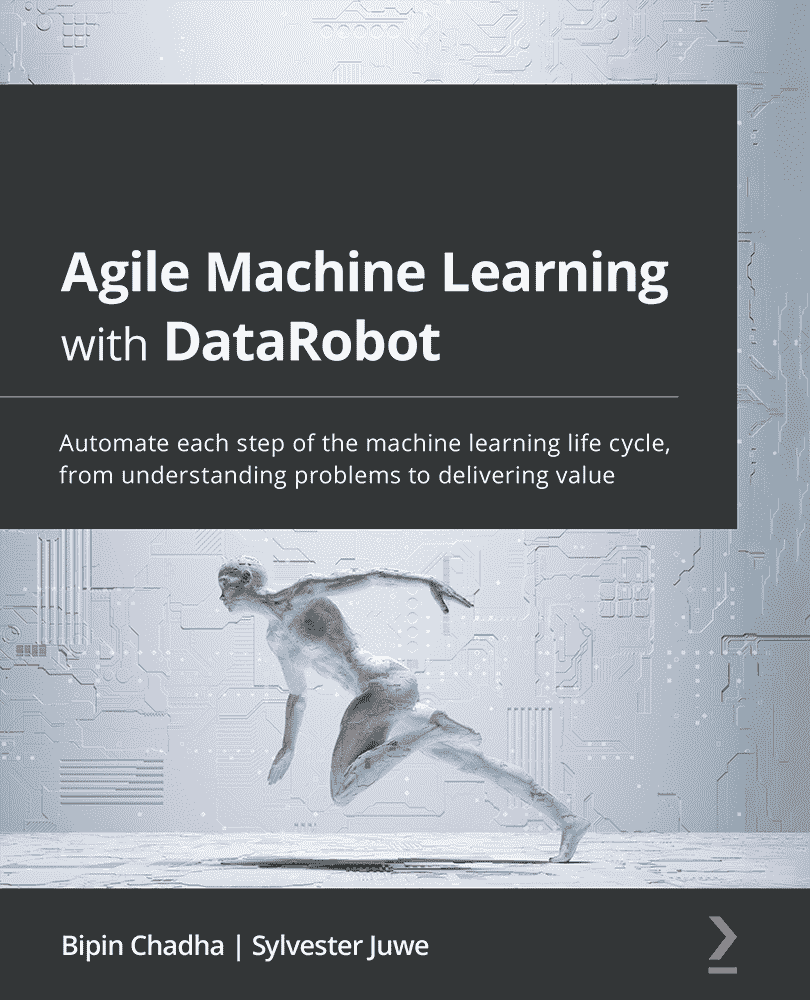 Agile Machine Learning
with DataRobot
Automate each step of the machine learning life cycle,
from understanding problems to delivering value
Bipin Chadha | Sylvester Juwe